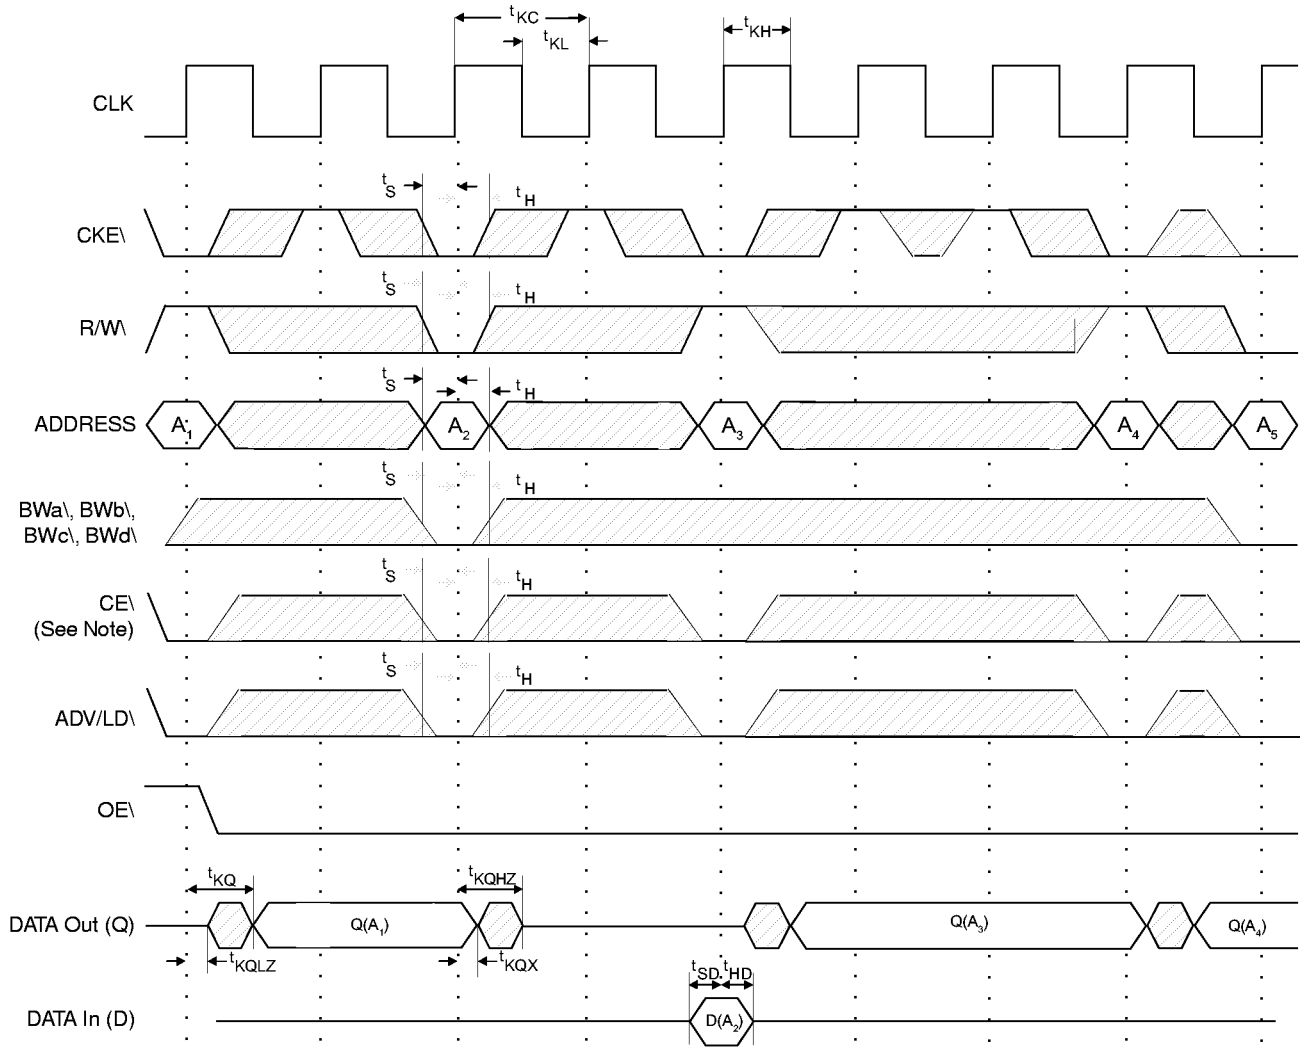 tKC
tKL
tKH
CLK
tS tH
CKE\
tS tH
R/W\
tS tH
ADDRESS A1 A2 A3 A4 A5
tS tH
BWa\, BWb\,
BWc\, BWd\
tS tH
CE\
(See Note)
tS tH
ADV/LD\
OE\
tKQ tKQHZ
DATA Out (Q) Q(A1) Q(A3) Q(A4)
tKQLZ tKQX
tSD tHD
DATA In (D) D(A2)